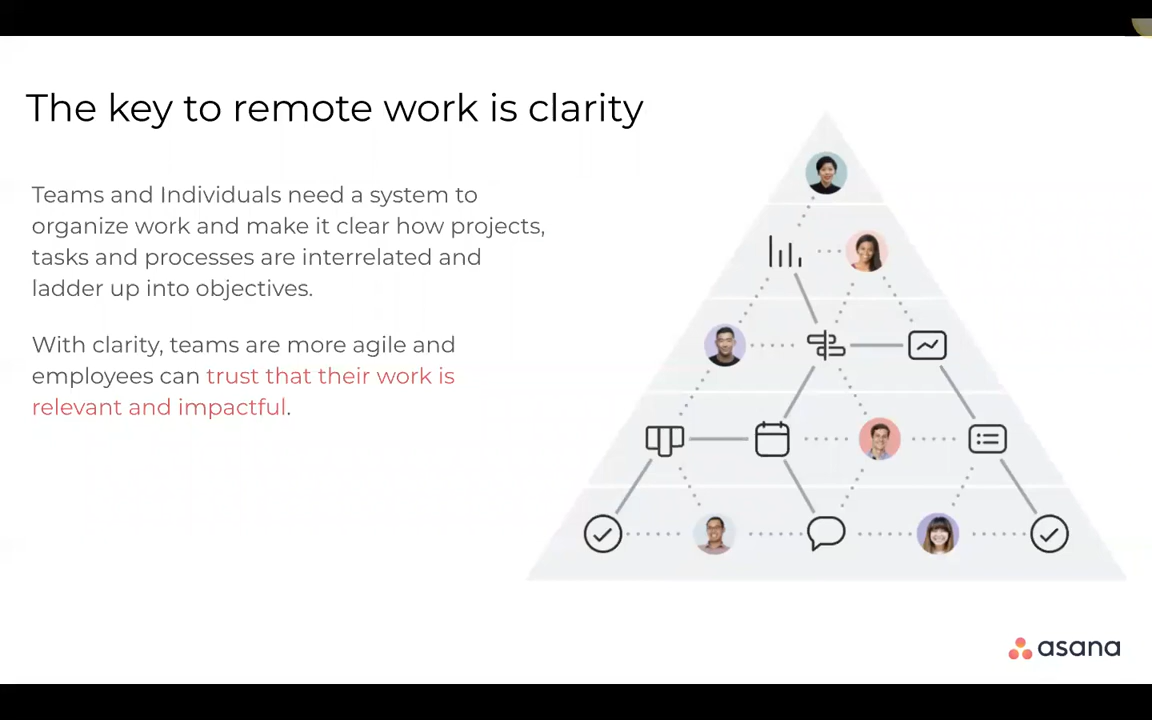 The key to remote work is clarity
Teams and Individuals need a system to
organize work and make it clear how projects,
tasks and processes are interrelated and
ladder up into objectives.
With clarity, teams are more agile and
employees can trust that their work is
relevant and impactful.
asana